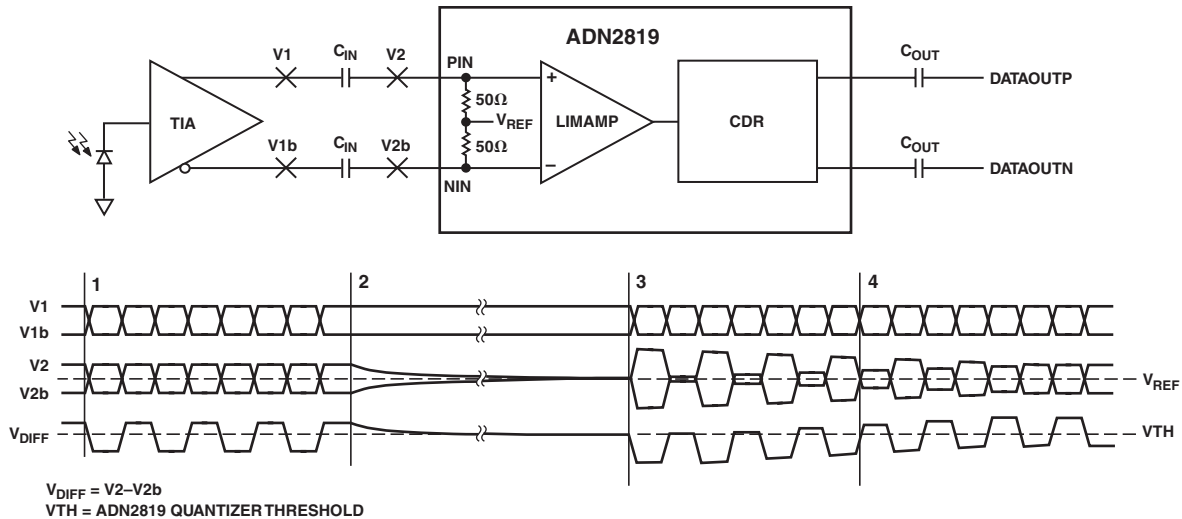 ADN2819
V1 CIN V2 COUT
PIN DATAOUTP
+
50Ω
TIA VREF LIMAMP CDR
50Ω
V1b CIN V2b COUT
– DATAOUTN
NIN
1 2 3 4
V1
V1b
V2
VREF
V2b
VDIFF VTH
VDIFF = V2–V2b
VTH = ADN2819 QUANTIZER THRESHOLD